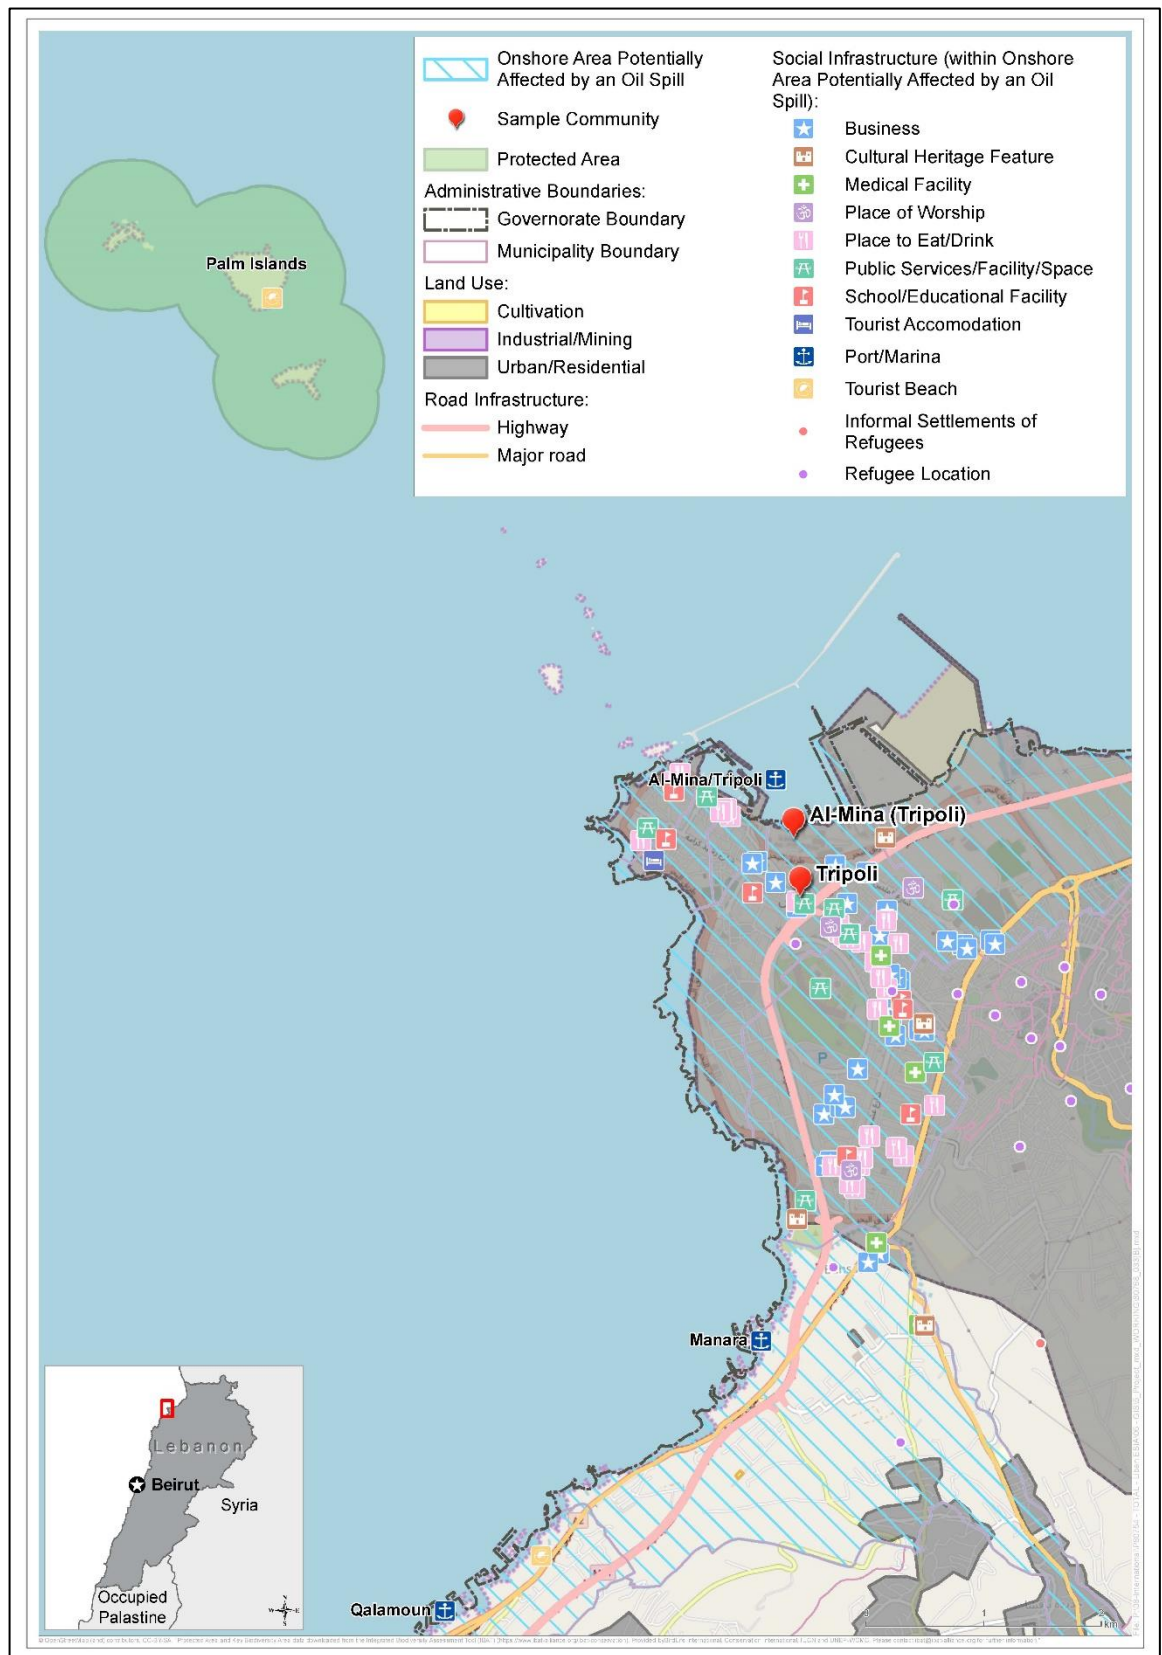 Onshore Area Potentially
Affected by an Oil Spill
Sample Community
Protected Area
Administrative Boundaries:
Governorate Boundary
Municipality Boundary
Land Use:
Cultivation
Industrial/Mining
Urban/Residential
Road Infrastructure:
Highway
Major road
Social Infrastructure (within Onshore
Area Potentially Affected by an Oil
Spill):
Business
Cultural Heritage Feature
Medical Facility
Place of Worship
Place to Eat/Drink
Public Services/Facility/Space
School/Educational Facility
Tourist Accomodation
Port/Marina
Tourist Beach
Informal Settlements of
Refugees
Refugee Location
Palm Islands
Al-Mina/Tripoli
Al-Mina (Tripoli)
Tripoli
P
Manara
Qalamoun
Lebanon
Beirut
Syria
Occupied
Palastine
N
W
E
S
1
2
km